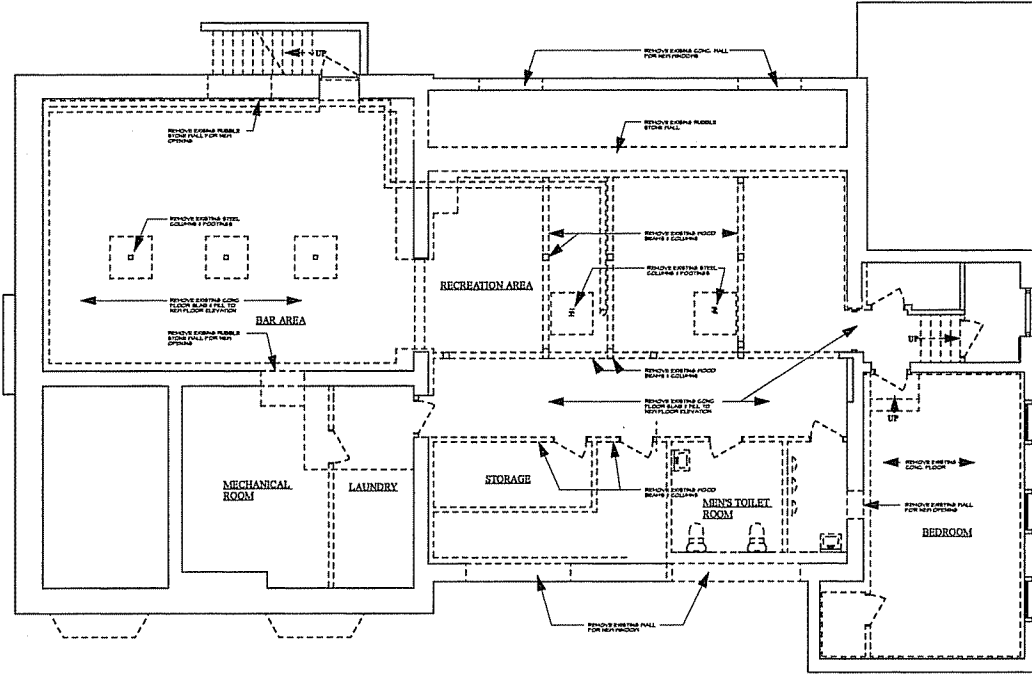 UP
REMOVE EXISTING CONC. WALL
FOR NEW WINDOWS
REMOVE EXISTING RUBBLE
STONE WALL FOR NEW
OPENING
REMOVE EXISTING RUBBLE
STONE WALL
REMOVE EXISTING STEEL
COLUMNS & FOOTINGS
REMOVE EXISTING WOOD
BEAMS & COLUMNS
REMOVE EXISTING STEEL
COLUMNS & FOOTINGS
RECREATION AREA
REMOVE EXISTING CONC
FLOOR SLAB & FILL TO
NEW FLOOR ELEVATION
BAR AREA
REMOVE EXISTING RUBBLE
STONE WALL FOR NEW
OPENING
UP
REMOVE EXISTING WOOD
BEAMS & COLUMNS
REMOVE EXISTING CONC
FLOOR SLAB & FILL TO
NEW FLOOR ELEVATION
UP
REMOVE EXISTING
CONC. FLOOR
MECHANICAL
ROOM
LAUNDRY
STORAGE
REMOVE EXISTING WOOD
BEAMS & COLUMNS
MEN'S TOILET
ROOM
REMOVE EXISTING WALL
FOR NEW OPENING
BEDROOM
REMOVE EXISTING WALL
FOR NEW WINDOW